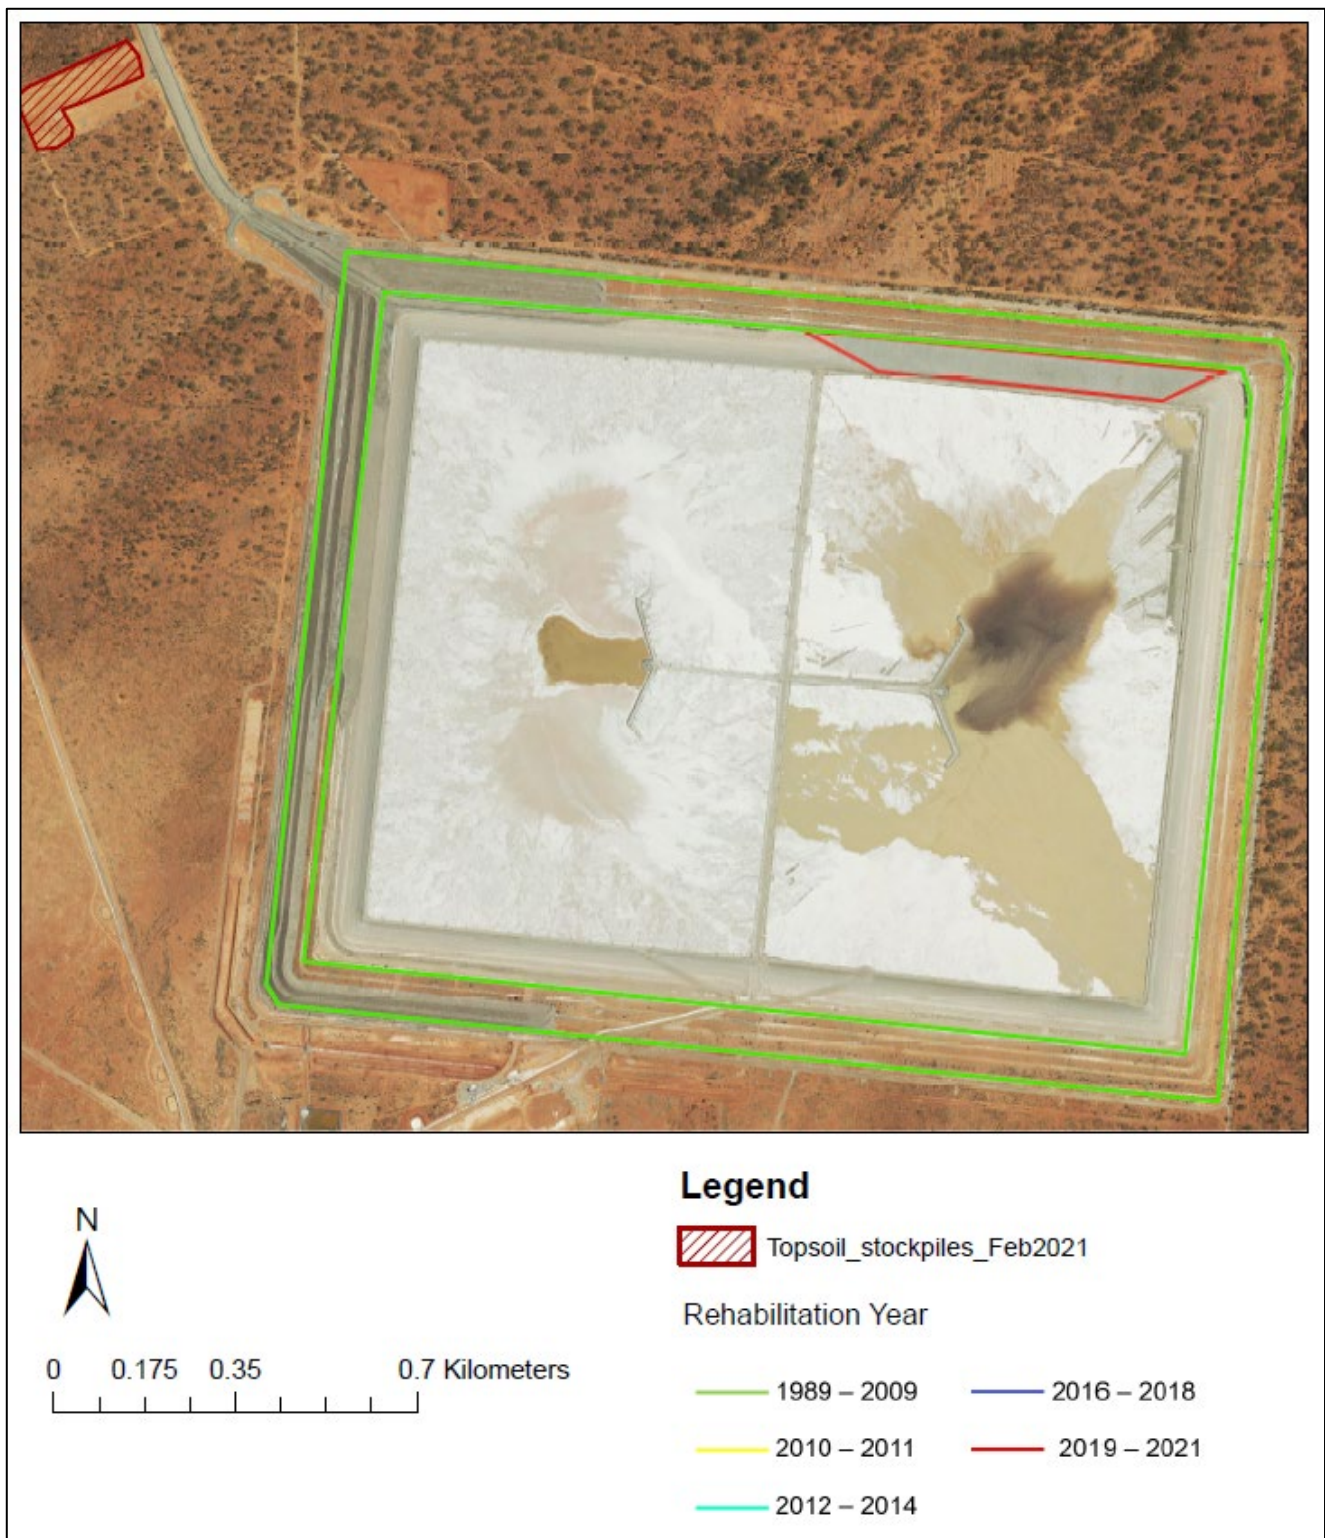 Legend
N
Topsoil_stockpiles_Feb2021
Rehabilitation Year
0 0.175 0.35 0.7 Kilometers
1989 – 2009 2016 – 2018
2010 – 2011 2019 – 2021
2012 – 2014